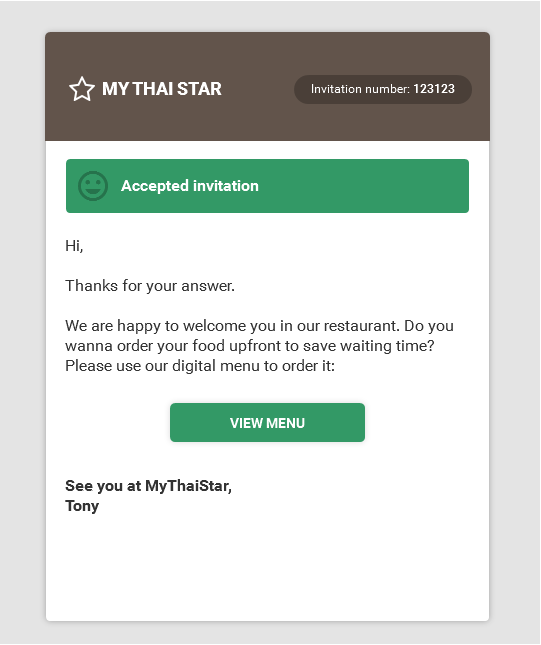 MY THAI STAR
Invitation number: 123123
Accepted invitation
Hi,
Thanks for your answer.
We are happy to welcome you in our restaurant. Do you
wanna order your food upfront to save waiting time?
Please use our digital menu to order it:
VIEW MENU
See you at MyThaiStar,
Tony